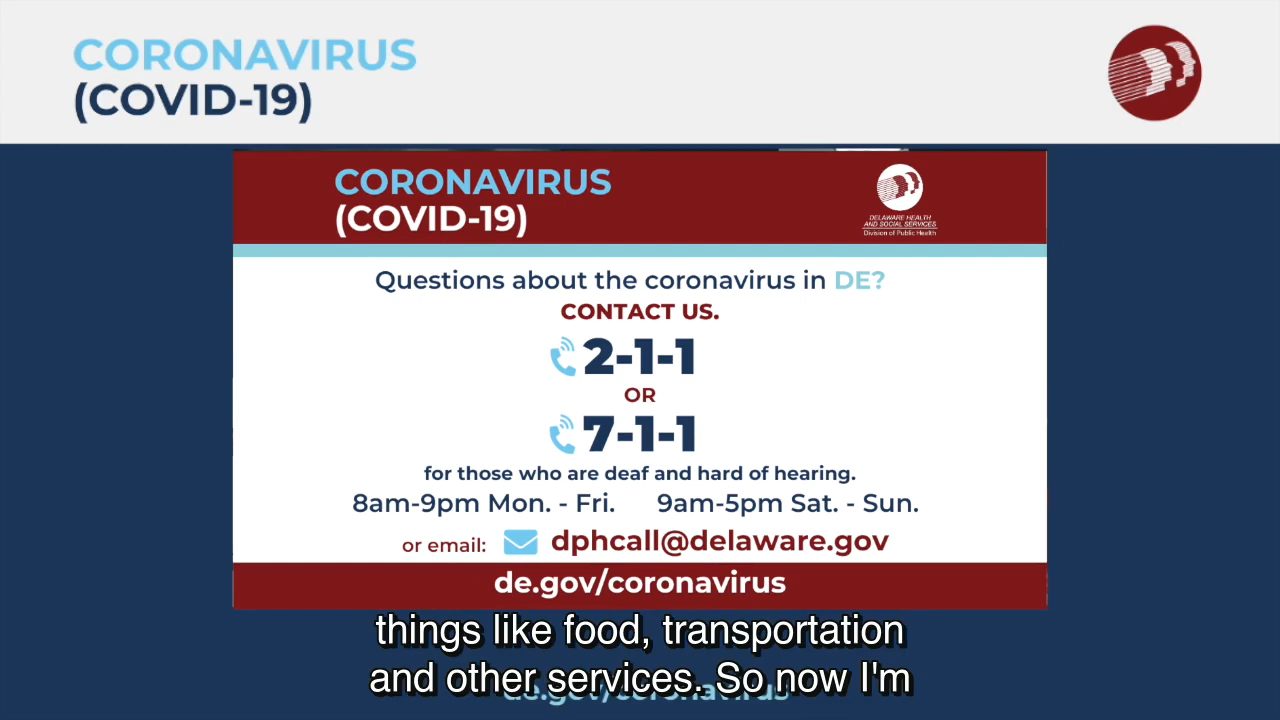 CORONAVIRUS
(COVID-19)
CORONAVIRUS
(COVID-19)
DELAWARE HEALTH
AND SOCIAL SERVICES
Division of Public Health
Questions about the coronavirus in DE?
CONTACT US.
2-1-1
OR
7-1-1
for those who are deaf and hard of hearing.
8am-9pm Mon. - Fri. 9am-5pm Sat. - Sun.
or email: dphcall@delaware.gov
de.gov/coronavirus
things like food, transportation
and other services. So now I'm
de.gov/coronavirus